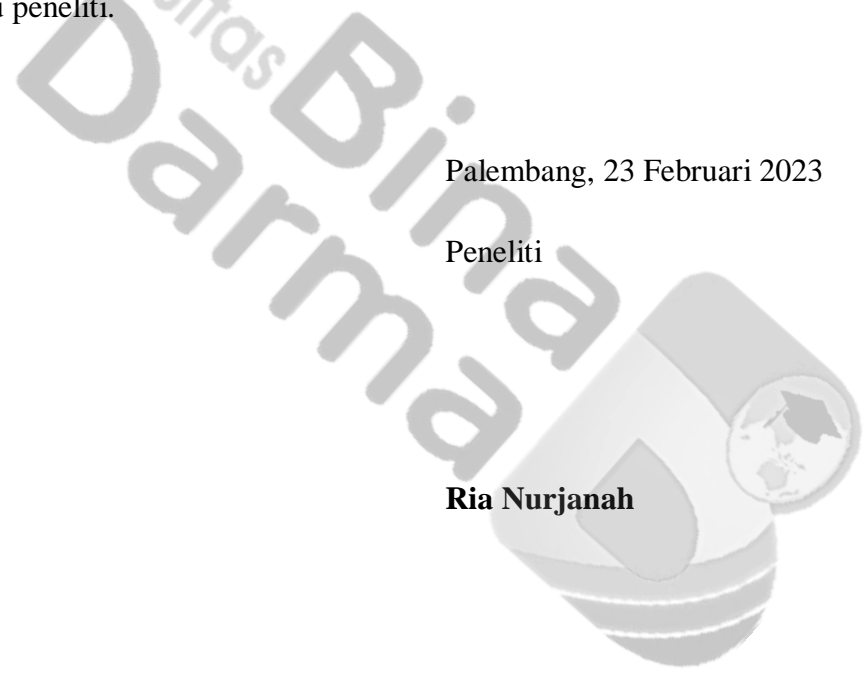 peneliti.
Bina
Darma
Palembang, 23 Februari 2023
Peneliti
Ria Nurjanah